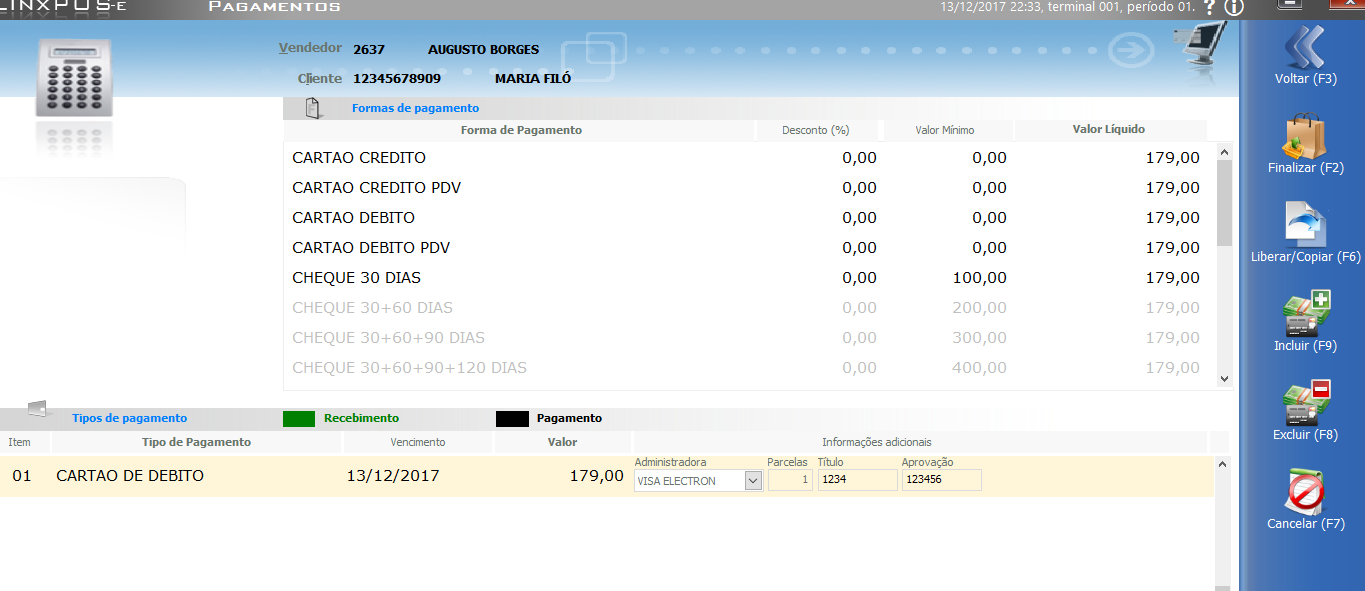 LINXPOS-E PAGAMENTOS 13/12/2017 22:33, terminal 001, período 01. ?
Vendedor 2637 AUGUSTO BORGES
Cliente 12345678909 MARIA FILÓ
Formas de pagamento
Forma de Pagamento Desconto (%) Valor Mínimo Valor Líquido
CARTAO CREDITO 0,00 0,00 179,00
CARTAO CREDITO PDV 0,00 0,00 179,00
CARTAO DEBITO 0,00 0,00 179,00
CARTAO DEBITO PDV 0,00 0,00 179,00
CHEQUE 30 DIAS 0,00 100,00 179,00
CHEQUE 30+60 DIAS 0,00 200,00 179,00
CHEQUE 30+60+90 DIAS 0,00 300,00 179,00
CHEQUE 30+60+90+120 DIAS 0,00 400,00 179,00
Tipos de pagamento Recebimento Pagamento
Item Tipo de Pagamento Vencimento Valor Informações adicionais
Administradora Parcelas Título Aprovação
01 CARTAO DE DEBITO 13/12/2017 179,00 VISA ELECTRON 1 1234 123456
Voltar (F3)
Finalizar (F2)
Liberar/Copiar (F6)
Incluir (F9)
Excluir (F8)
Cancelar (F7)